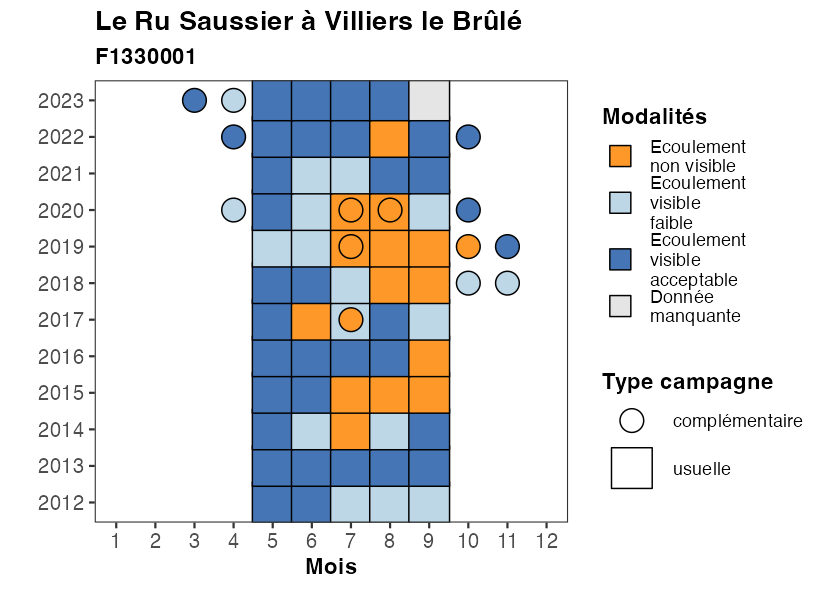 Le Ru Saussier à Villiers le Brûlé
F1330001
2023
2022
2021
2020
2019
2018
2017
2016
2015
2014
2013
2012
1 2 3 4 5 6 7 8 9 10 11 12
Mois
Modalités
Ecoulement
non visible
Ecoulement
visible
faible
Ecoulement
visible
acceptable
Donnée
manquante
Type campagne
complémentaire
usuelle